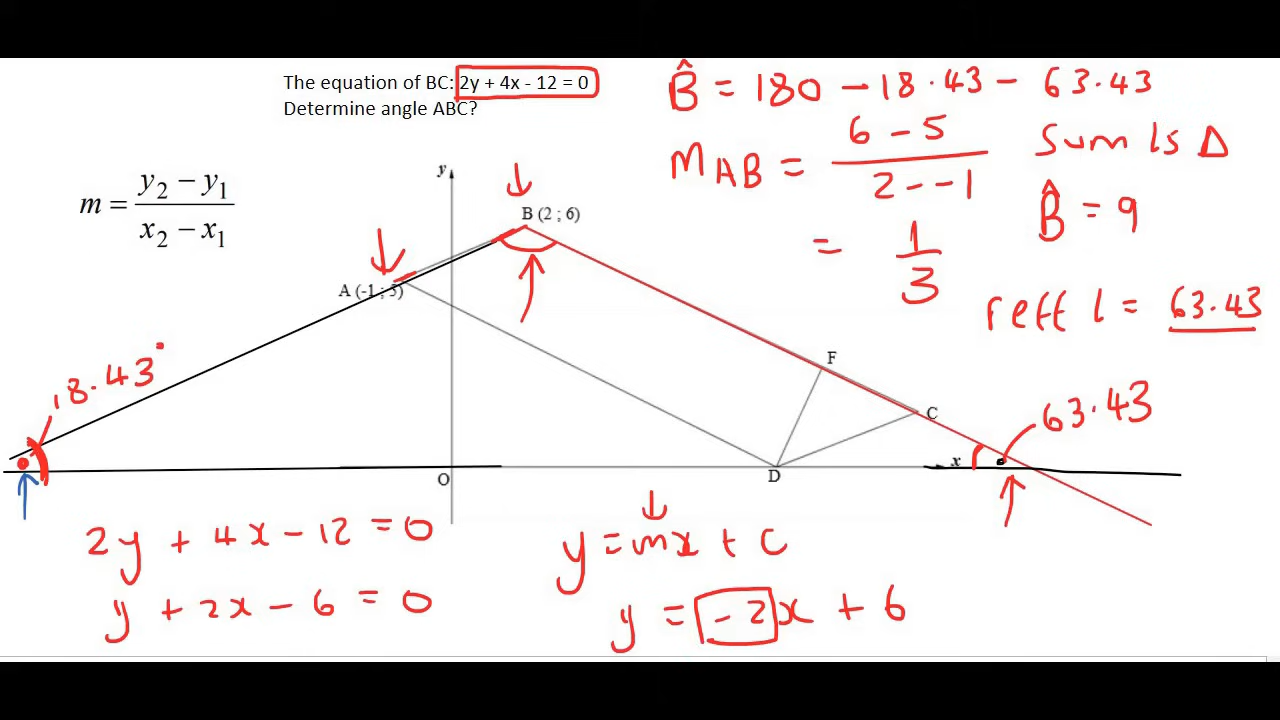 The equation of BC: 2y + 4x - 12 = 0
Determine angle ABC?
B̂ = 180 - 18.43 - 63.43
m = y₂ - y₁ / x₂ - x₁
M AB = 6 - 5 / 2 - - 1
sum ∠s Δ
= 1/3
B̂ = 9
reff ∠ = 63.43
y
B (2 ; 6)
A (-1 ; 5)
18.43°
F
C
63.43
x
O
D
2y + 4x - 12 = 0
y = mx + c
y + 2x - 6 = 0
y = -2x + 6